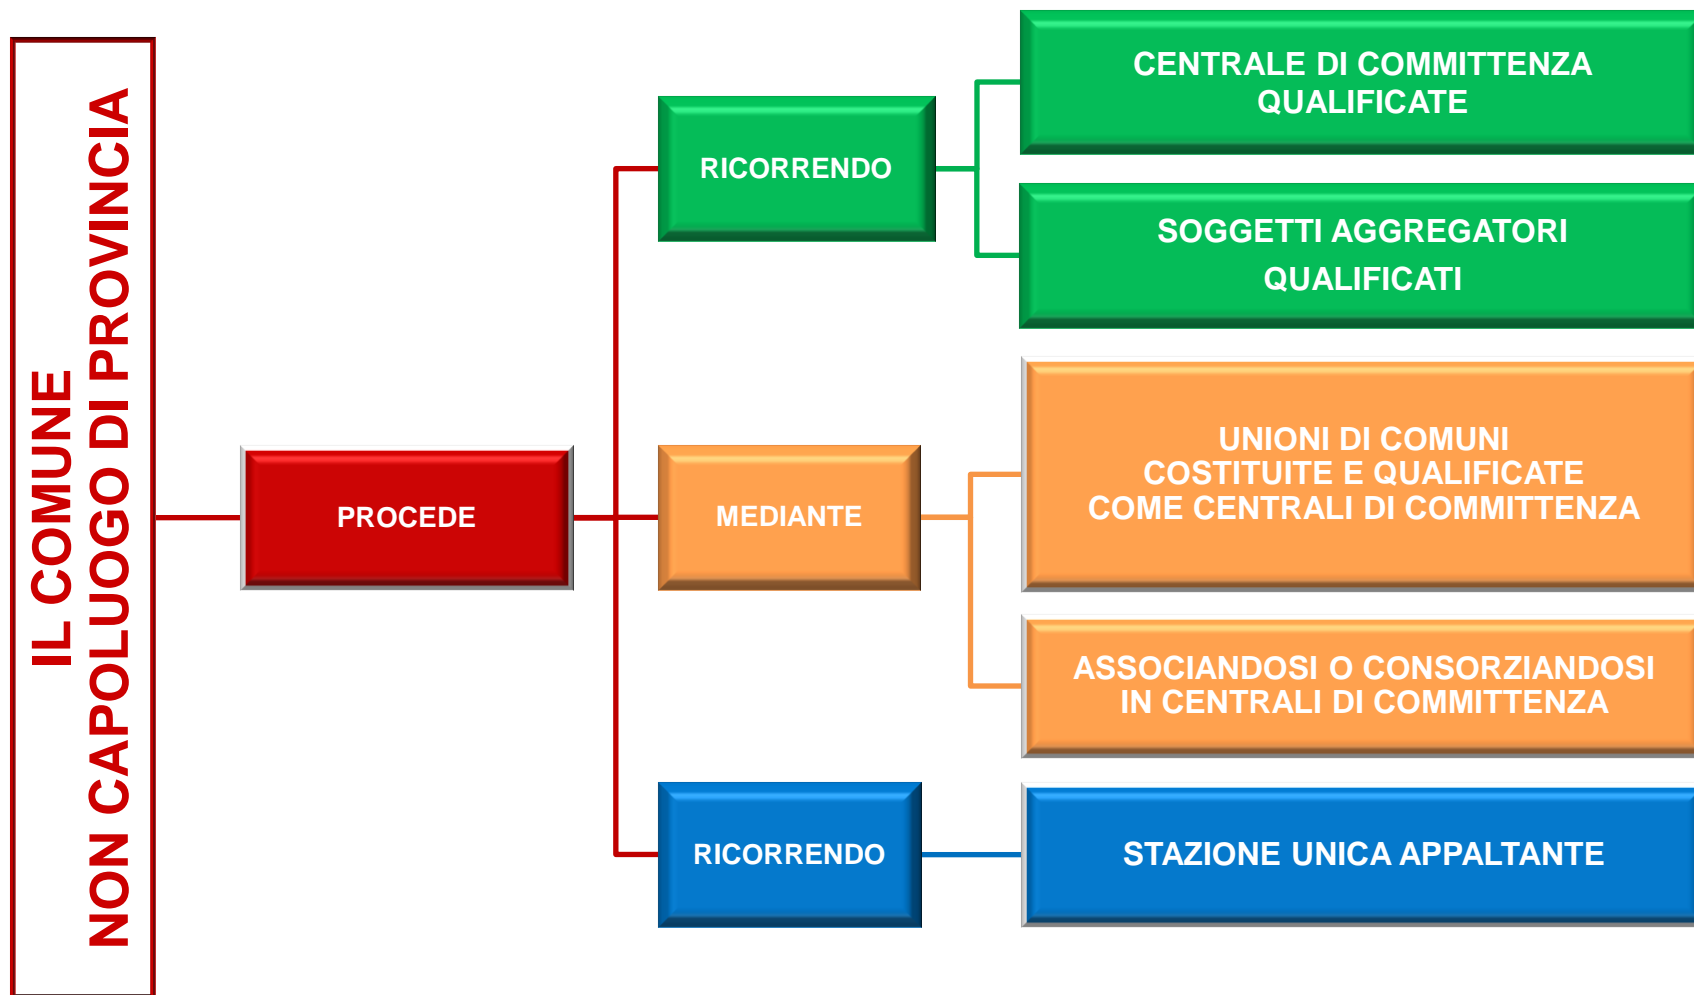 IL COMUNE
NON CAPOLUOGO DI PROVINCIA
PROCEDE
RICORRENDO
CENTRALE DI COMMITTENZA
QUALIFICATE
SOGGETTI AGGREGATORI
QUALIFICATI
MEDIANTE
UNIONI DI COMUNI
COSTITUITE E QUALIFICATE
COME CENTRALI DI COMMITTENZA
ASSOCIANDOSI O CONSORZIANDOSI
IN CENTRALI DI COMMITTENZA
RICORRENDO
STAZIONE UNICA APPALTANTE